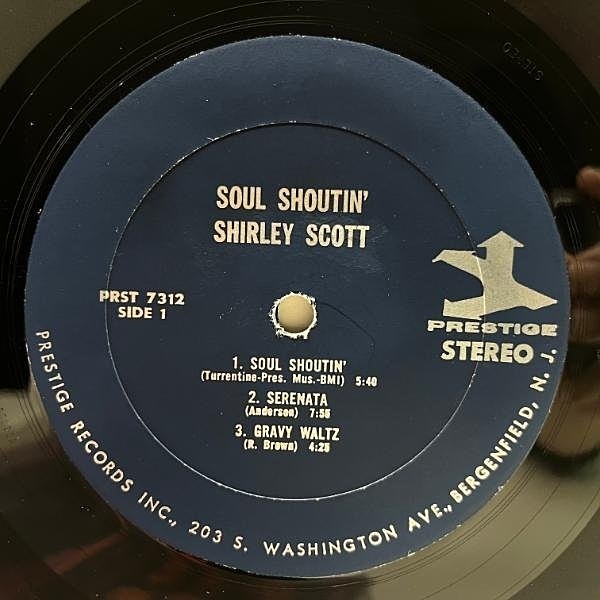 SOUL SHOUTIN'
SHIRLEY SCOTT
PRST 7312
SIDE 1
PRESTIGE
STEREO
1. SOUL SHOUTIN'
(Turrentine-Pres. Mus.-BMI) 5:40
2. SERENATA
(Anderson) 7:55
3. GRAVY WALTZ
(R. Brown) 4:25
PRESTIGE RECORDS INC., 203 S. WASHINGTON AVE., BERGENFIELD, N. J.